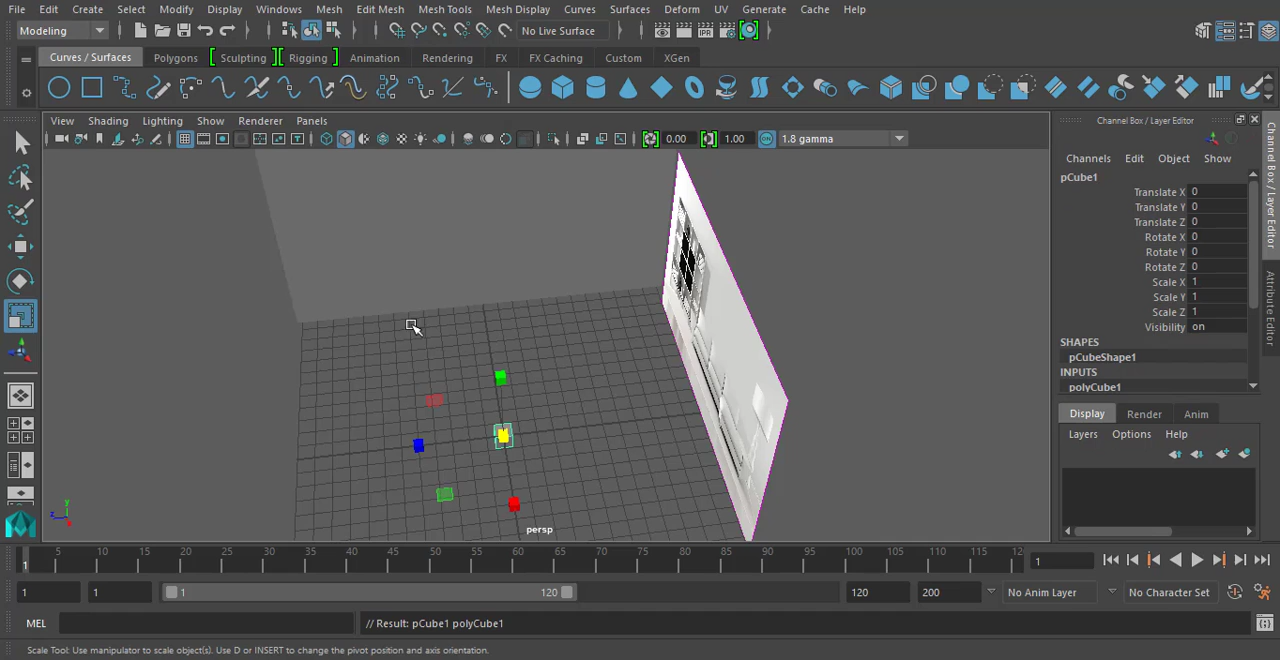 File Edit Create Select Modify Display Windows Mesh Edit Mesh Mesh Tools Mesh Display Curves Surfaces Deform UV Generate Cache Help
Modeling No Live Surface
Curves / Surfaces Polygons Sculpting Rigging Animation Rendering FX FX Caching Custom XGen
View Shading Lighting Show Renderer Panels
0.00 1.00 1.8 gamma
persp
Channel Box / Layer Editor
Channels Edit Object Show
pCube1
Translate X 0
Translate Y 0
Translate Z 0
Rotate X 0
Rotate Y 0
Rotate Z 0
Scale X 1
Scale Y 1
Scale Z 1
Visibility on
SHAPES
pCubeShape1
INPUTS
polyCube1
Display Render Anim
Layers Options Help
Channel Box / Layer Editor
Attribute Editor
5 10 15 20 25 30 35 40 45 50 55 60 65 70 75 80 85 90 95 100 105 110 115 12
1 1
1 1 1 120 120 200 No Anim Layer No Character Set
MEL // Result: pCube1 polyCube1
Scale Tool: Use manipulator to scale object(s). Use D or INSERT to change the pivot position and axis orientation.